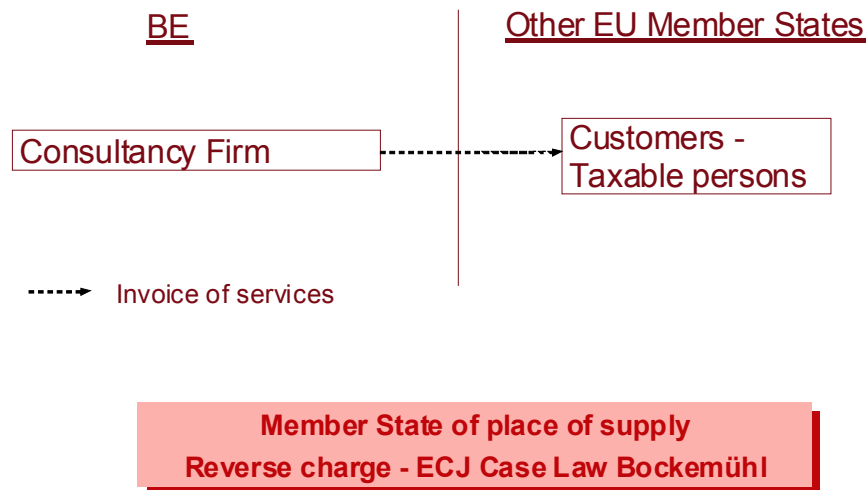 BE
Other EU Member States
Consultancy Firm
Customers -
Taxable persons
Invoice of services
Member State of place of supply
Reverse charge - ECJ Case Law Bockemühl